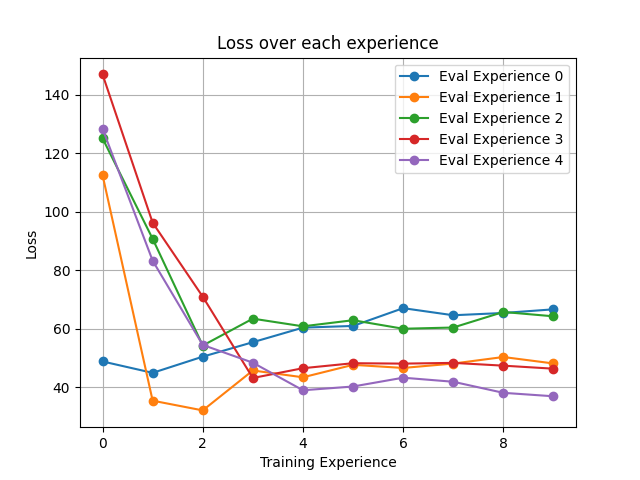 Loss over each experience
Eval Experience 0
Eval Experience 1
Eval Experience 2
Eval Experience 3
Eval Experience 4
140
120
100
80
60
40
Loss
0 2 4 6 8
Training Experience